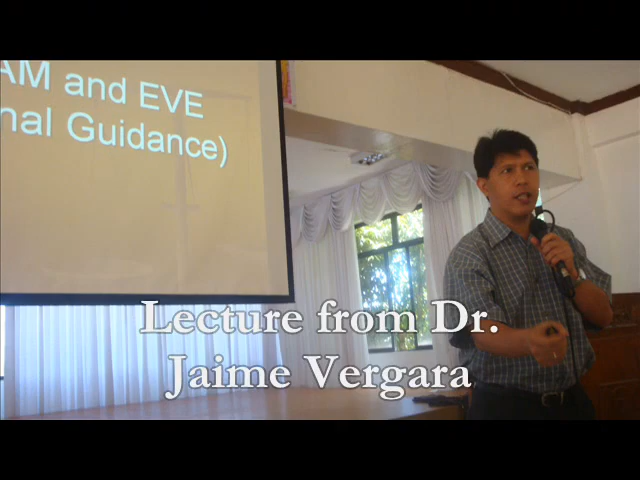 AM and EVE
nal Guidance)
Lecture from Dr.
Jaime Vergara